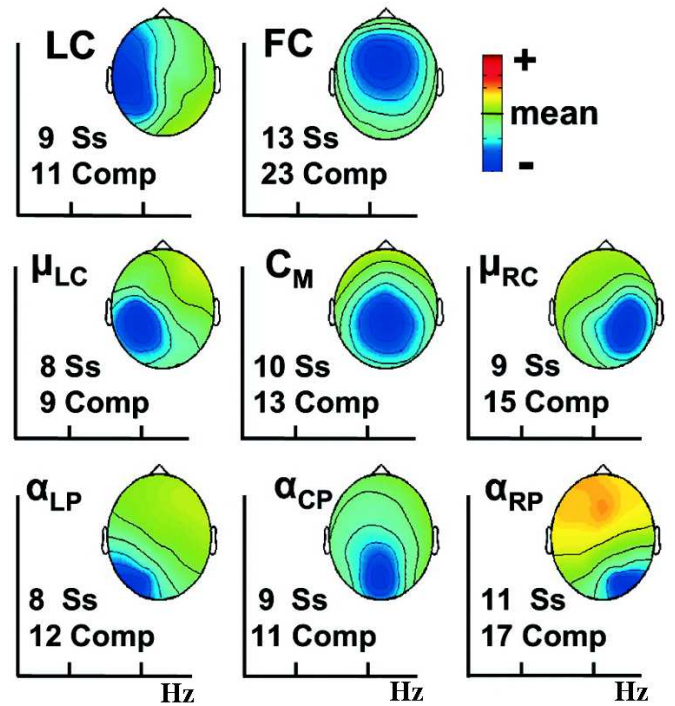 LC
9 Ss
11 Comp
FC
13 Ss
23 Comp
+
mean
-
μLC
8 Ss
9 Comp
CM
10 Ss
13 Comp
μRC
9 Ss
15 Comp
αLP
8 Ss
12 Comp
Hz
αCP
9 Ss
11 Comp
Hz
αRP
11 Ss
17 Comp
Hz